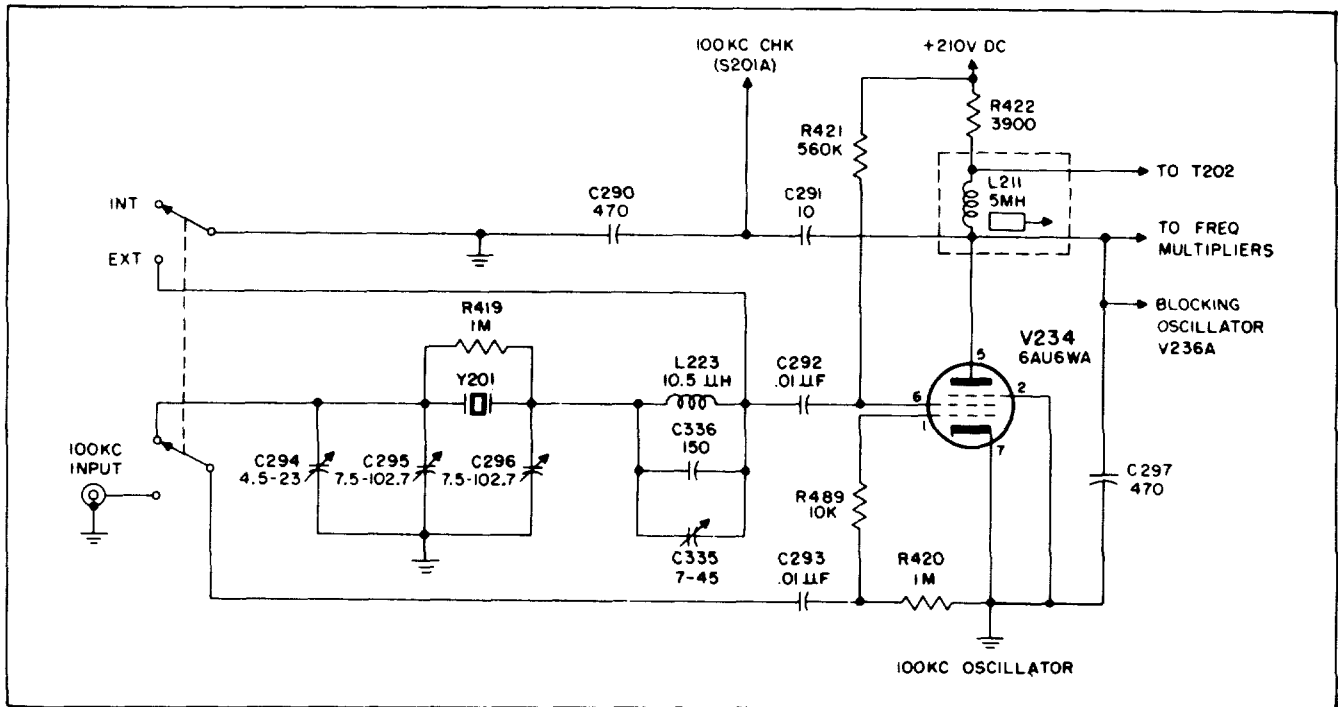 100KC CHK
(S201A)
+210V DC
R422
3900
R421
560K
TO T202
L211
5MH
C290
470
C291
10
INT
TO FREQ
MULTIPLIERS
EXT
BLOCKING
OSCILLATOR
V236A
R419
1M
V234
6AU6WA
5
Y201
L223
10.5 µH
C292
.01 µF
6
2
1
7
100KC
INPUT
C294
4.5-23
C295
7.5-102.7
C296
7.5-102.7
C336
150
C297
470
R489
10K
C335
7-45
C293
.01 µF
R420
1M
100KC OSCILLATOR